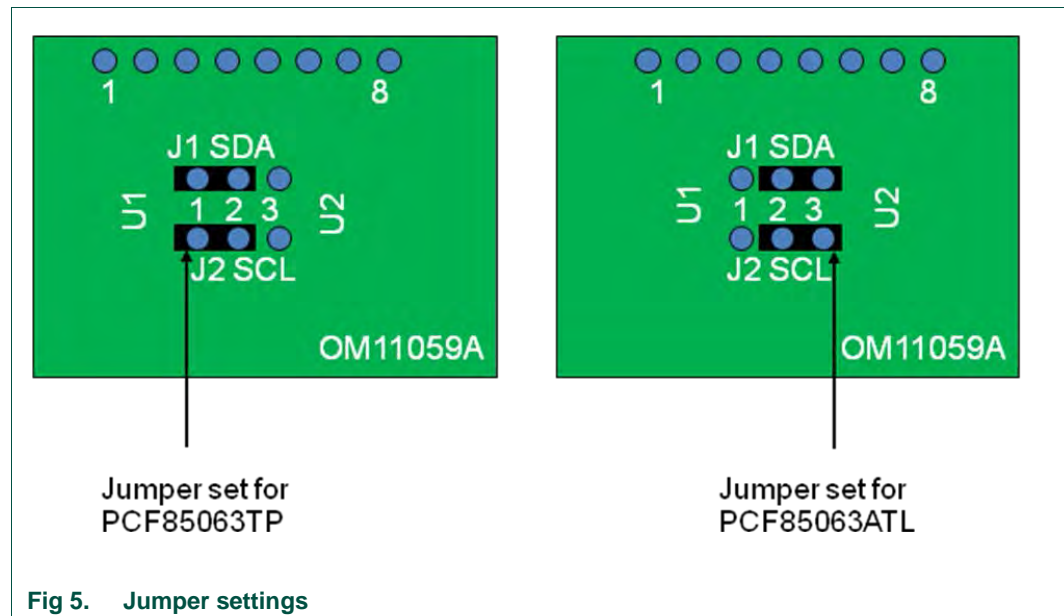 1 8
J1 SDA
U1 1 2 3 U2
J2 SCL
OM11059A
Jumper set for
PCF85063TP
1 8
J1 SDA
U1 1 2 3 U2
J2 SCL
OM11059A
Jumper set for
PCF85063ATL
Fig 5. Jumper settings